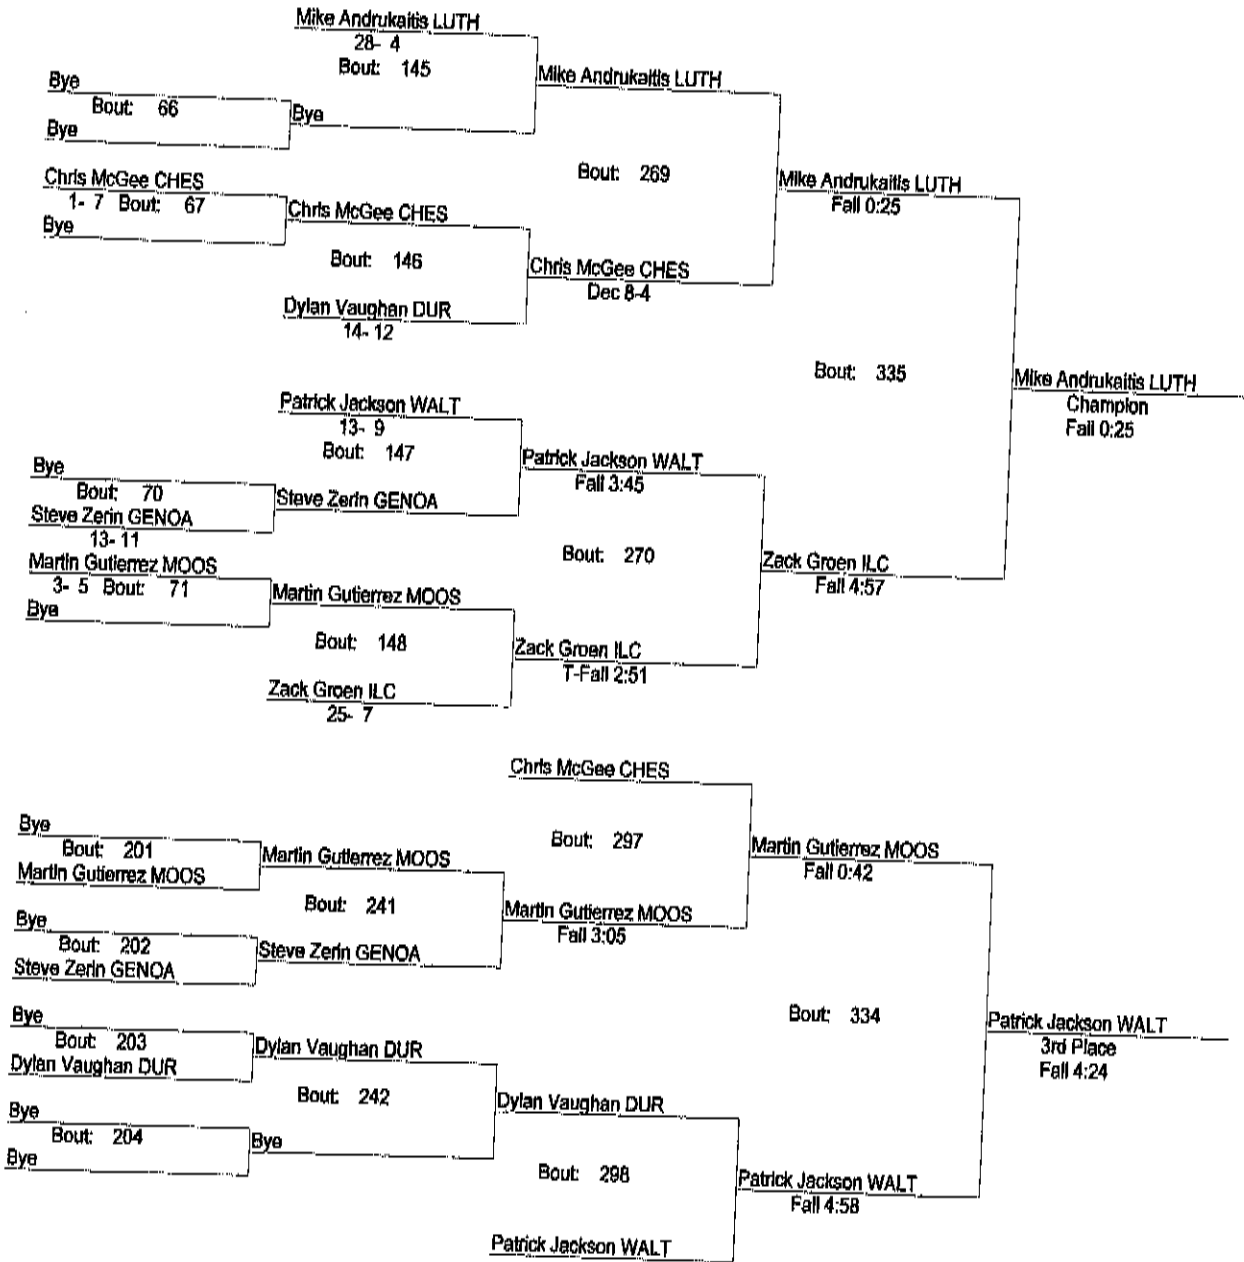 Mike Andrukaitis LUTH
28- 4
Bout: 145
Mike Andrukaitis LUTH
Bye
Bout: 66
Bye
Bye
Bout: 269
Mike Andrukaitis LUTH
Fall 0:25
Chris McGee CHES
1- 7 Bout: 67
Chris McGee CHES
Bye
Bout: 146
Chris McGee CHES
Dec 8-4
Dylan Vaughan DUR
14- 12
Bout: 335
Mike Andrukaitis LUTH
Champion
Fall 0:25
Patrick Jackson WALT
13- 9
Bout: 147
Patrick Jackson WALT
Fall 3:45
Bye
Bout: 70
Steve Zerin GENOA
Steve Zerin GENOA
13- 11
Bout: 270
Zack Groen ILC
Fall 4:57
Martin Gutierrez MOOS
3- 5 Bout: 71
Martin Gutierrez MOOS
Bye
Bout: 148
Zack Groen ILC
T-Fall 2:51
Zack Groen ILC
25- 7
Chris McGee CHES
Bye
Bout: 201
Martin Gutierrez MOOS
Martin Gutierrez MOOS
Bout: 297
Martin Gutierrez MOOS
Fall 0:42
Bout: 241
Martin Gutierrez MOOS
Fall 3:05
Bye
Bout: 202
Steve Zerin GENOA
Steve Zerin GENOA
Bout: 334
Patrick Jackson WALT
3rd Place
Fall 4:24
Bye
Bout: 203
Dylan Vaughan DUR
Dylan Vaughan DUR
Bout: 242
Dylan Vaughan DUR
Bye
Bout: 204
Bye
Bye
Bout: 298
Patrick Jackson WALT
Fall 4:58
Patrick Jackson WALT